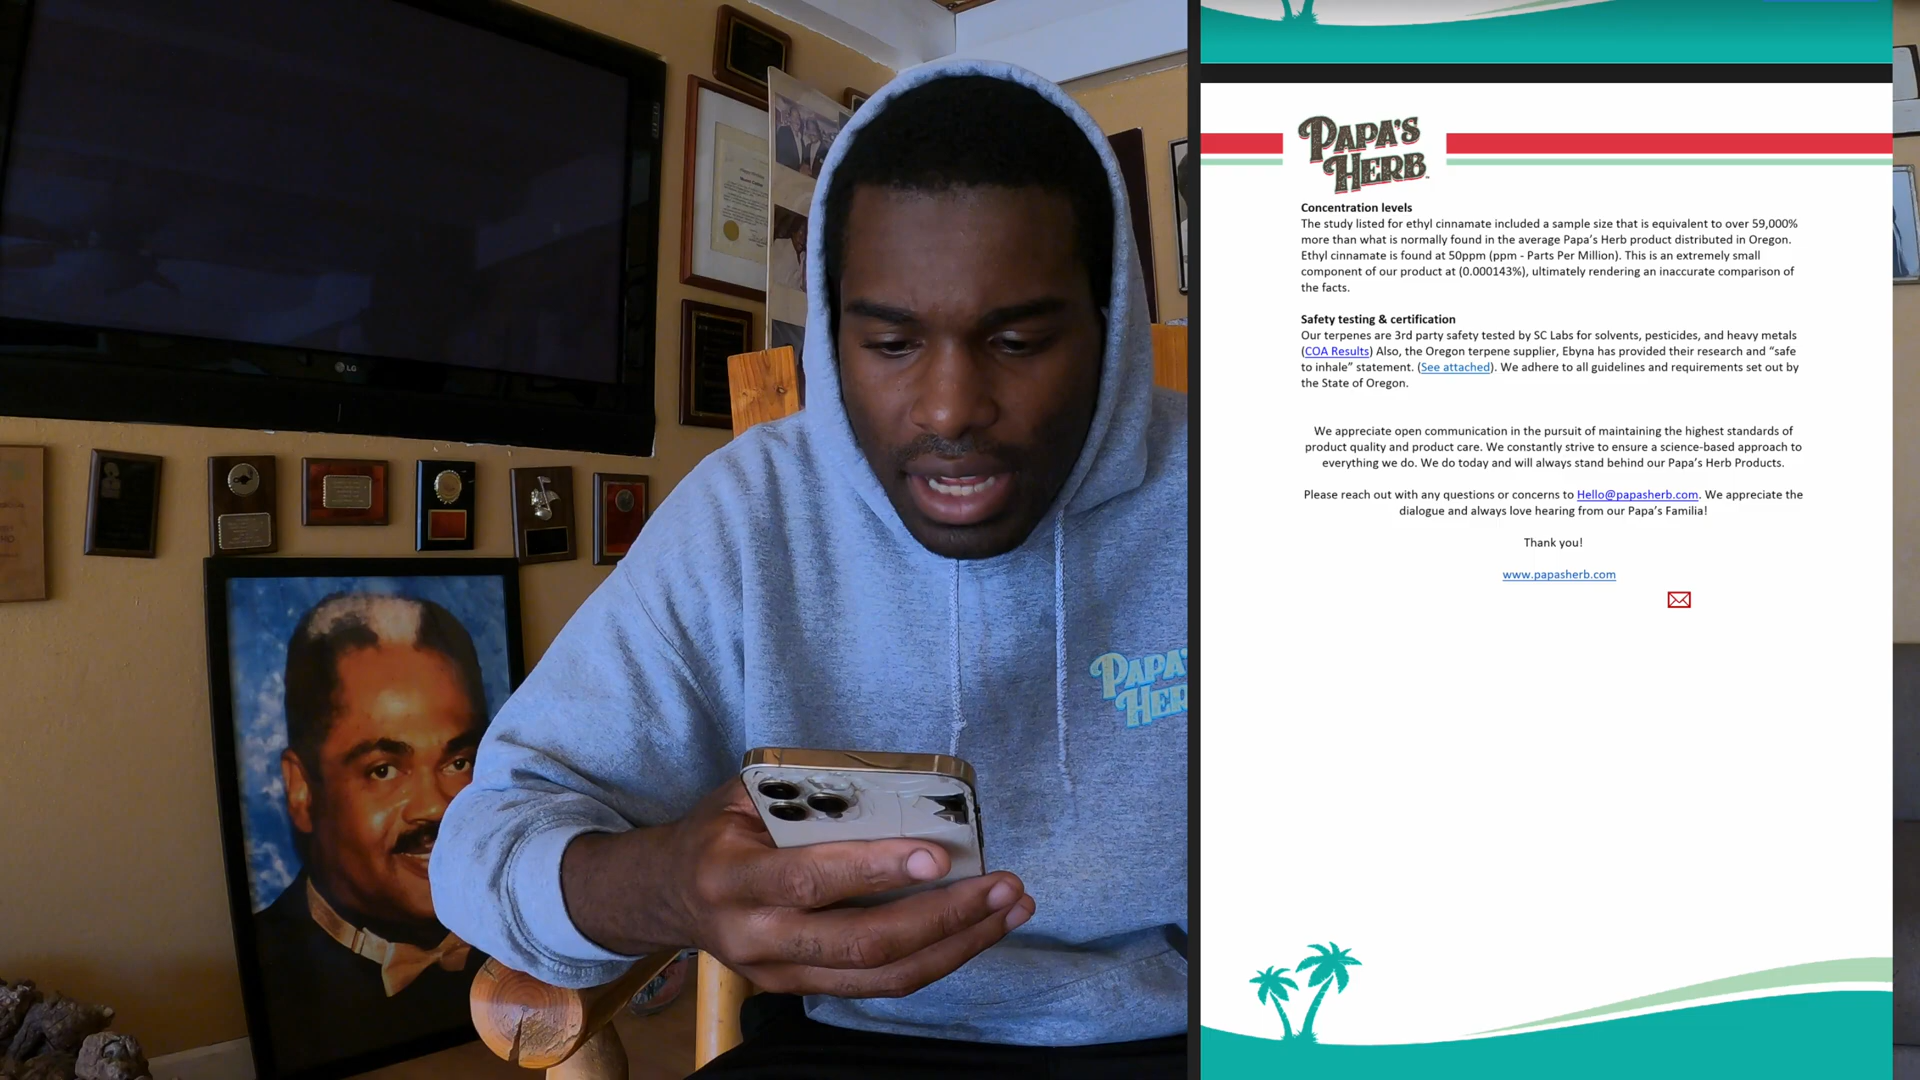 PAPA'S
HERB
Concentration levels
The study listed for ethyl cinnamate included a sample size that is equivalent to over 59,000%
more than what is normally found in the average Papa's Herb product distributed in Oregon.
Ethyl cinnamate is found at 50ppm (ppm - Parts Per Million). This is an extremely small
component of our product at (0.000143%), ultimately rendering an inaccurate comparison of
the facts.
Safety testing & certification
Our terpenes are 3rd party safety tested by SC Labs for solvents, pesticides, and heavy metals
(COA Results) Also, the Oregon terpene supplier, Ebyna has provided their research and “safe
to inhale” statement. (See attached). We adhere to all guidelines and requirements set out by
the State of Oregon.
We appreciate open communication in the pursuit of maintaining the highest standards of
product quality and product care. We constantly strive to ensure a science-based approach to
everything we do. We do today and will always stand behind our Papa's Herb Products.
Please reach out with any questions or concerns to Hello@papasherb.com. We appreciate the
dialogue and always love hearing from our Papa's Familia!
Thank you!
www.papasherb.com
LG
PAPA'
HER